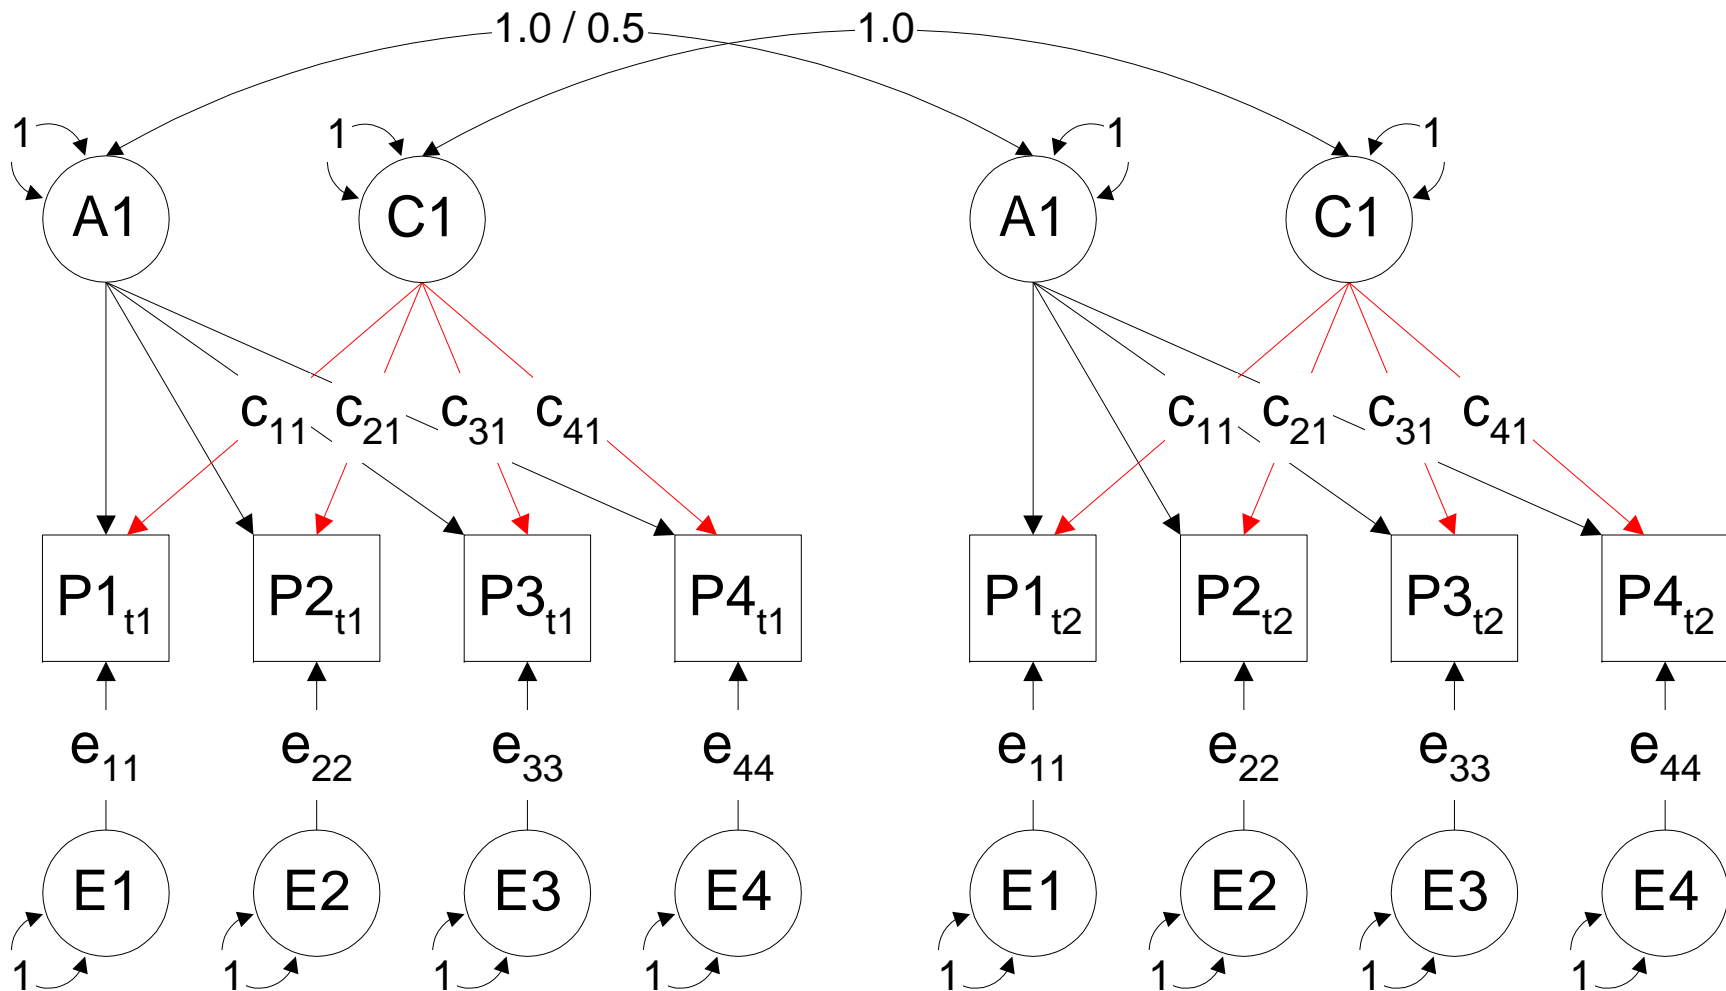 1.0 / 0.5 1.0
1 1 1 1
A1 C1 A1 C1
c11 c21 c31 c41 c11 c21 c31 c41
P1t1 P2t1 P3t1 P4t1 P1t2 P2t2 P3t2 P4t2
e11 e22 e33 e44 e11 e22 e33 e44
E1 E2 E3 E4 E1 E2 E3 E4
1 1 1 1 1 1 1 1